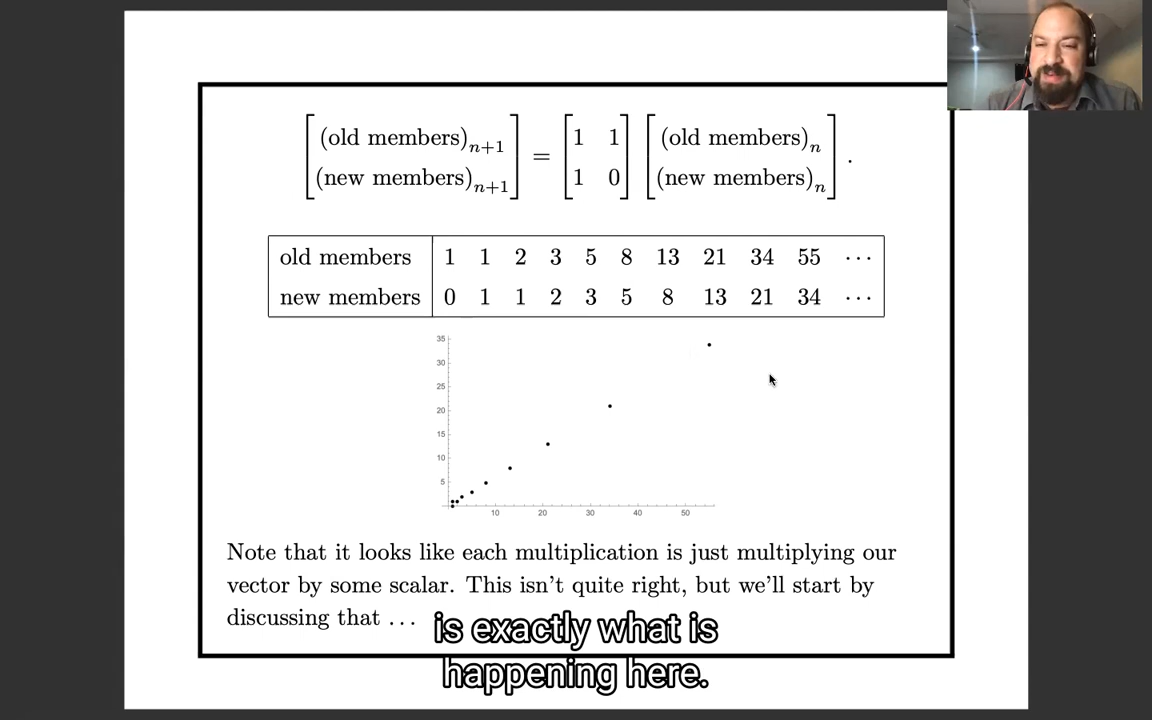 [(old members)ₙ₊₁] = [1 1] [(old members)ₙ]
[(new members)ₙ₊₁] [1 0] [(new members)ₙ] .
old members 1 1 2 3 5 8 13 21 34 55 ⋯
new members 0 1 1 2 3 5 8 13 21 34 ⋯
35
30
25
20
15
10
5
10 20 30 40 50
Note that it looks like each multiplication is just multiplying our
vector by some scalar. This isn't quite right, but we'll start by
discussing that ...
is exactly what is
happening here.